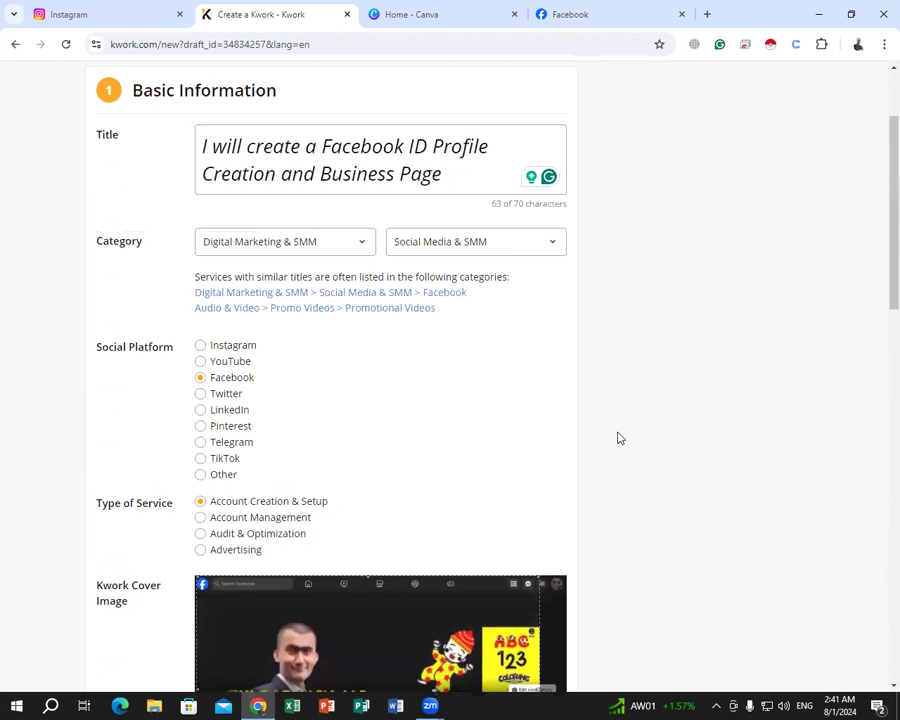 Instagram
Create a Kwork - Kwork
Home - Canva
Facebook
kwork.com/new?draft_id=34834257&lang=en
1 Basic Information
Title
I will create a Facebook ID Profile
Creation and Business Page
63 of 70 characters
Category
Digital Marketing & SMM
Social Media & SMM
Services with similar titles are often listed in the following categories:
Digital Marketing & SMM > Social Media & SMM > Facebook
Audio & Video > Promo Videos > Promotional Videos
Social Platform
Instagram
YouTube
Facebook
Twitter
LinkedIn
Pinterest
Telegram
TikTok
Other
Type of Service
Account Creation & Setup
Account Management
Audit & Optimization
Advertising
Kwork Cover
Image
Search Facebook
ABC
123
COLORING
AW01 +1.57%
ENG
2:41 AM
8/1/2024
2